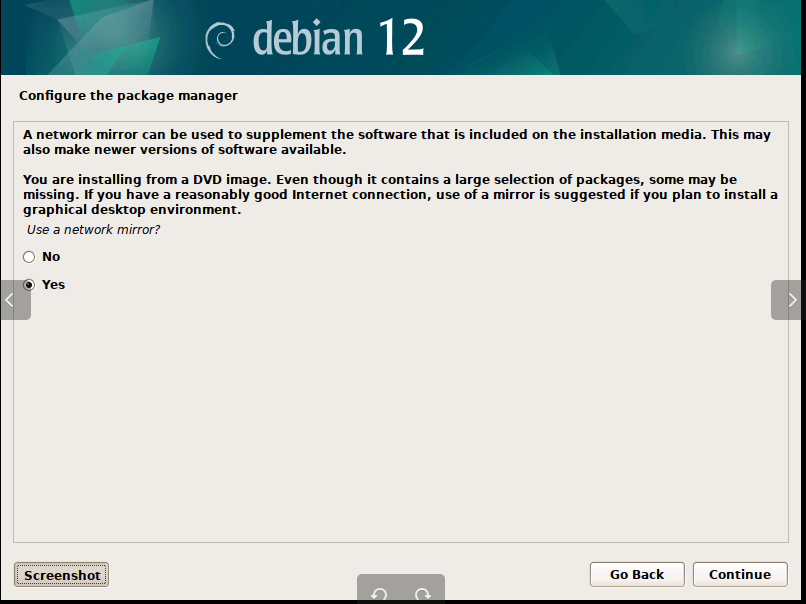 debian 12
Configure the package manager
A network mirror can be used to supplement the software that is included on the installation media. This may
also make newer versions of software available.
You are installing from a DVD image. Even though it contains a large selection of packages, some may be
missing. If you have a reasonably good Internet connection, use of a mirror is suggested if you plan to install a
graphical desktop environment.
Use a network mirror?
No
Yes
Screenshot
Go Back
Continue